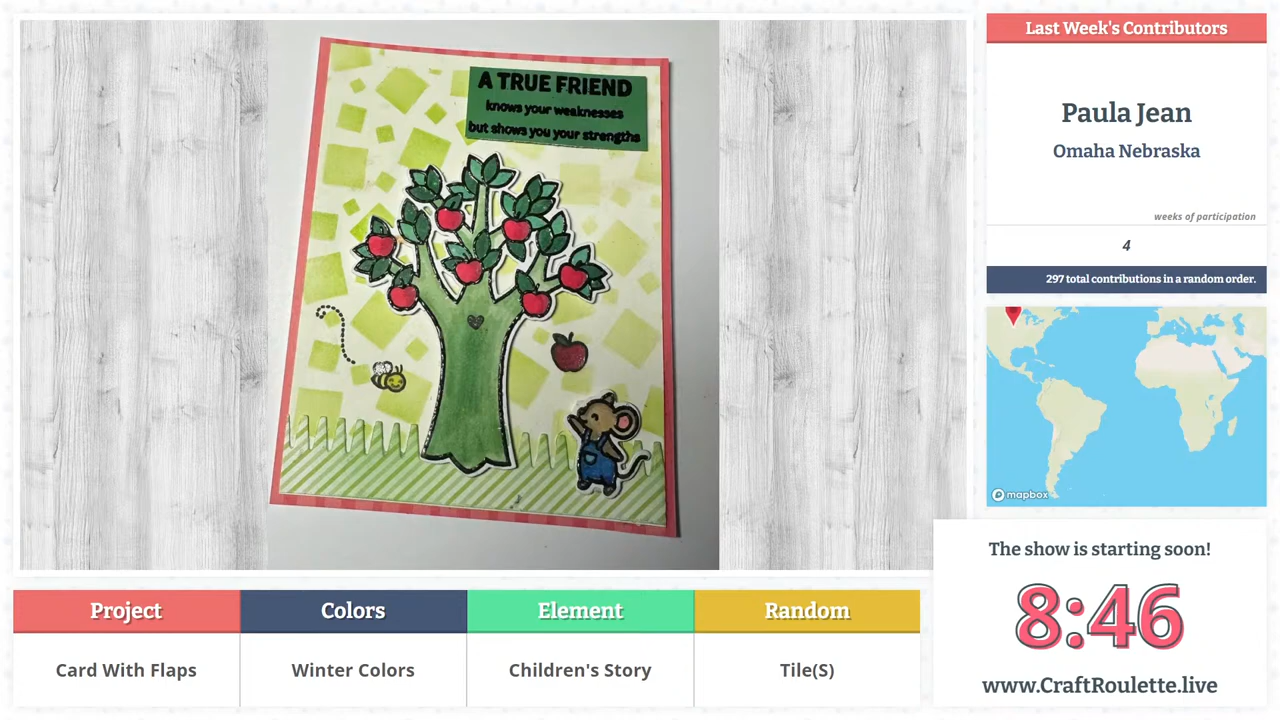 A TRUE FRIEND
knows your weaknesses
but shows you your strengths
Last Week's Contributors
Paula Jean
Omaha Nebraska
weeks of participation
4
297 total contributions in a random order.
mapbox
The show is starting soon!
8:46
www.CraftRoulette.live
Project
Colors
Element
Random
Card With Flaps
Winter Colors
Children's Story
Tile(S)